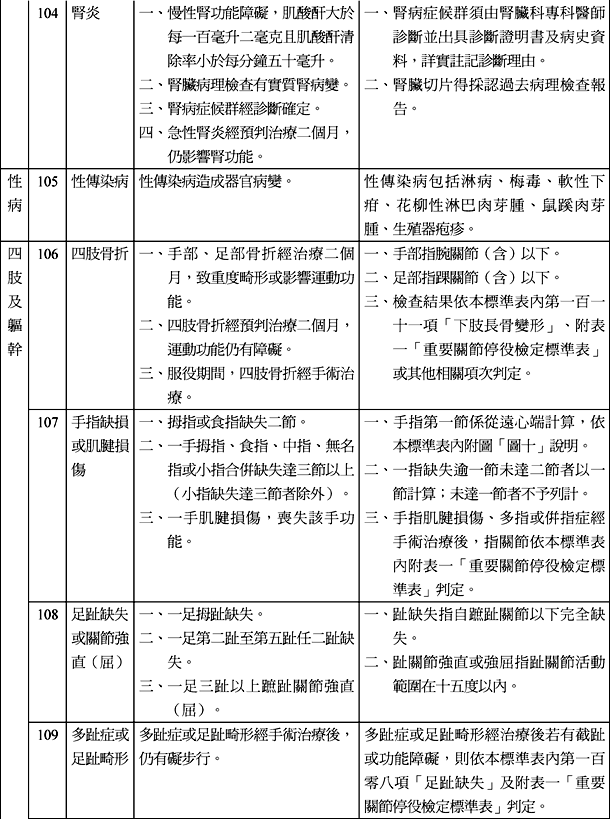 104
腎炎
一、慢性腎功能障礙，肌酸酐大於
每一百毫升二毫克且肌酸酐清
除率小於每分鐘五十毫升。
二、腎臟病理檢查有實質腎病變。
三、腎病症候群經診斷確定。
四、急性腎炎經預判治療二個月，
仍影響腎功能。
一、腎病症候群須由腎臟科專科醫師
診斷並出具診斷證明書及病史資
料，詳實註記診斷理由。
二、腎臟切片得採認過去病理檢查報
告。
性病
105
性傳染病
性傳染病造成器官病變。
性傳染病包括淋病、梅毒、軟性下
疳、花柳性淋巴肉芽腫、鼠蹊肉芽
腫、生殖器疱疹。
四肢及軀幹
106
四肢骨折
一、手部、足部骨折經治療二個
月，致重度畸形或影響運動功
能。
二、四肢骨折經預判治療二個月，
運動功能仍有障礙。
三、服役期間，四肢骨折經手術治
療。
一、手部指腕關節（含）以下。
二、足部指踝關節（含）以下。
三、檢查結果依本標準表內第一百一
十一項「下肢長骨變形」、附表
一「重要關節停役檢定標準表」
或其他相關項次判定。
107
手指缺損
或肌腱損
傷
一、拇指或食指缺失二節。
二、一手拇指、食指、中指、無名
指或小指合併缺失達三節以上
（小指缺失達三節者除外）。
三、一手肌腱損傷，喪失該手功
能。
一、手指第一節係從遠心端計算，依
本標準表內附圖「圖十」說明。
二、一指缺失逾一節未達二節者以一
節計算；未達一節者不予列計。
三、手指肌腱損傷、多指或併指症經
手術治療後，指關節依本標準表
內附表一「重要關節停役檢定標
準表」判定。
108
足趾缺失
或關節強
直（屈）
一、一足拇趾缺失。
二、一足第二趾至第五趾任二趾缺
失。
三、一足三趾以上蹠趾關節強直
（屈）。
一、趾缺失指自蹠趾關節以下完全缺
失。
二、趾關節強直或強屈指趾關節活動
範圍在十五度以內。
109
多趾症或
足趾畸形
多趾症或足趾畸形經手術治療後，
仍有礙步行。
多趾症或足趾畸形經治療後若有截趾
或功能障礙，則依本標準表內第一百
零八項「足趾缺失」及附表一「重要
關節停役檢定標準表」判定。